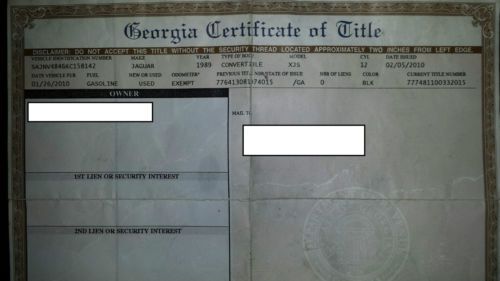 Georgia Certificate of Title
DISCLAIMER: DO NOT ACCEPT THIS TITLE WITHOUT THE SECURITY THREAD LOCATED APPROXIMATELY TWO INCHES FROM LEFT EDGE.
VEHICLE IDENTIFICATION NUMBER MAKE YEAR TYPE OF BODY MODEL CYL DATE ISSUED
SAJNV4840KC158142 JAGUAR 1989 CONVERTIBLE XJS 12 02/05/2010
DATE VEHICLE PUR FUEL NEW OR USED ODOMETER* PREVIOUS TITLE NBR/STATE OF ISSUE NBR OF LIENS COLOR CURRENT TITLE NUMBER
01/26/2010 GASOLINE USED EXEMPT 776413081974015 /GA 0 BLK 777481100332015
OWNER
MAIL TO
1ST LIEN OR SECURITY INTEREST
2ND LIEN OR SECURITY INTEREST